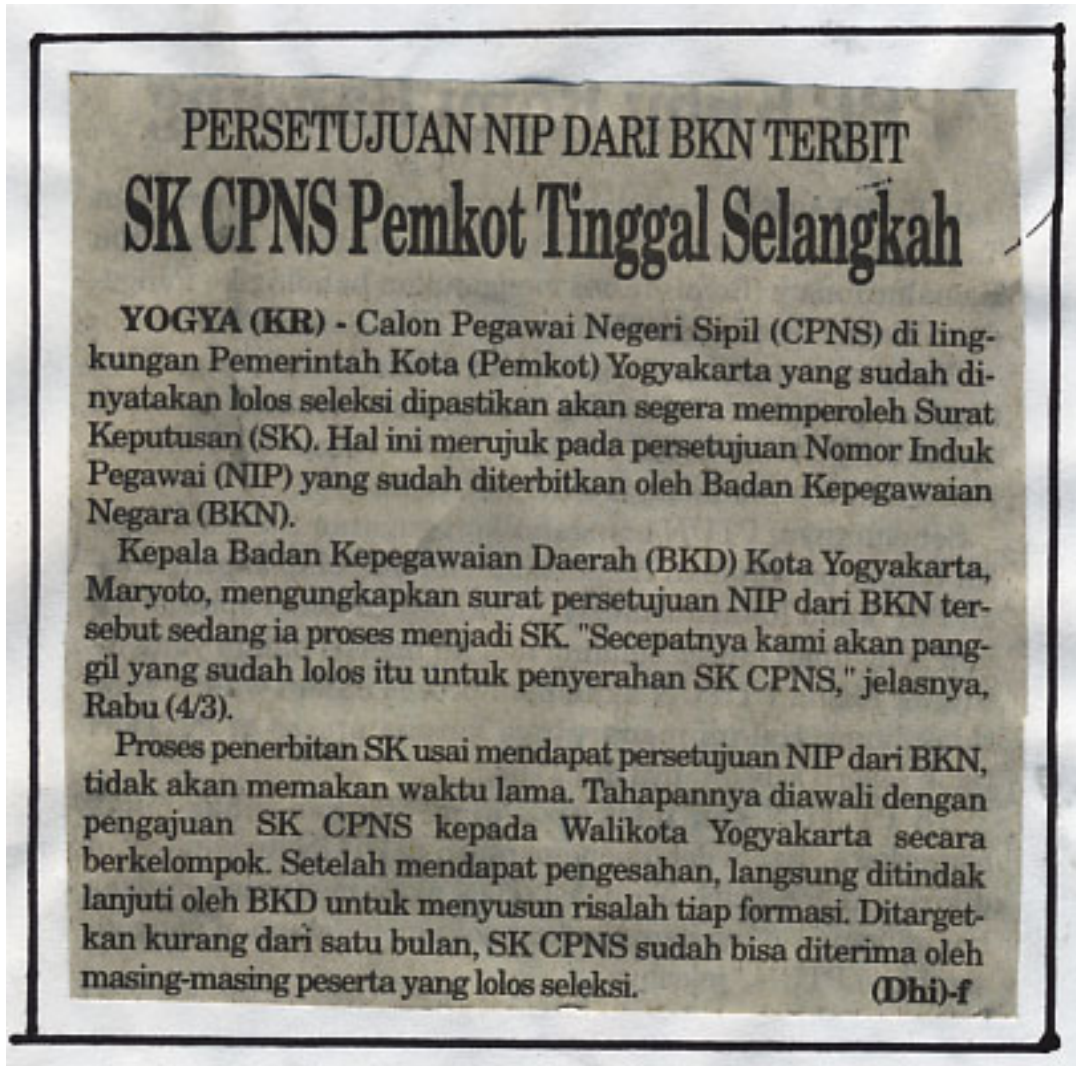 PERSETUJUAN NIP DARI BKN TERBIT
SK CPNS Pemkot Tinggal Selangkah
YOGYA (KR) - Calon Pegawai Negeri Sipil (CPNS) di ling-
kungan Pemerintah Kota (Pemkot) Yogyakarta yang sudah di-
nyatakan lolos seleksi dipastikan akan segera memperoleh Surat
Keputusan (SK). Hal ini merujuk pada persetujuan Nomor Induk
Pegawai (NIP) yang sudah diterbitkan oleh Badan Kepegawaian
Negara (BKN).
Kepala Badan Kepegawaian Daerah (BKD) Kota Yogyakarta,
Maryoto, mengungkapkan surat persetujuan NIP dari BKN ter-
sebut sedang ia proses menjadi SK. "Secepatnya kami akan pang-
gil yang sudah lolos itu untuk penyerahan SK CPNS," jelasnya,
Rabu (4/3).
Proses penerbitan SK usai mendapat persetujuan NIP dari BKN,
tidak akan memakan waktu lama. Tahapannya diawali dengan
pengajuan SK CPNS kepada Walikota Yogyakarta secara
berkelompok. Setelah mendapat pengesahan, langsung ditindak
lanjuti oleh BKD untuk menyusun risalah tiap formasi. Ditarget-
kan kurang dari satu bulan, SK CPNS sudah bisa diterima oleh
masing-masing peserta yang lolos seleksi. (Dhi)-f